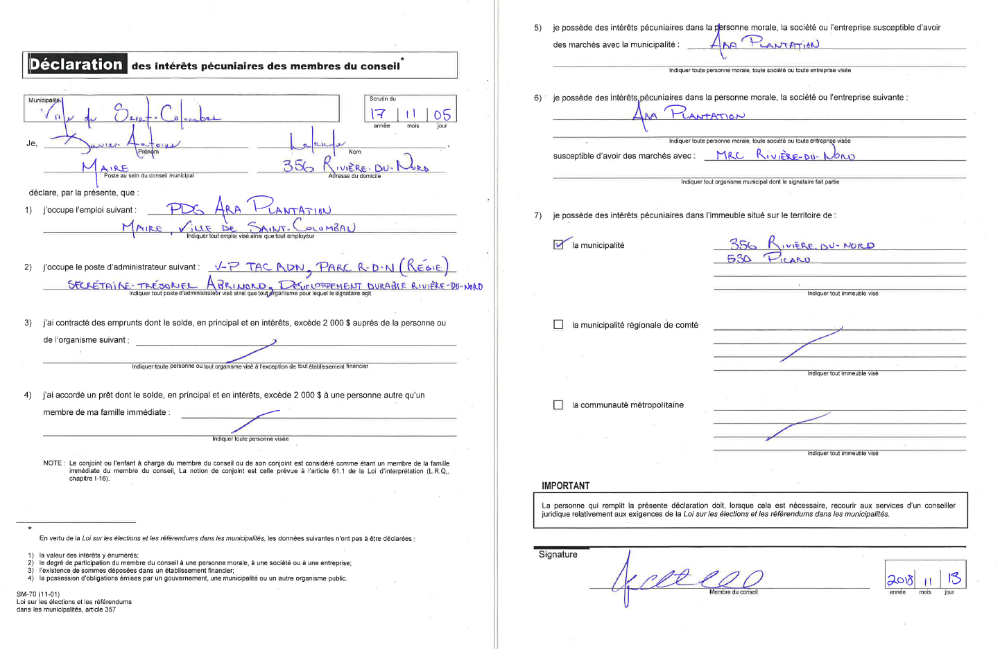 Déclaration des intérêts pécuniaires des membres du conseil*
Municipalité
Ville de Saint-Colomban
Scrutin du
17 11 05
année mois jour
Je, Xavier-Antoine Lalande,
Prénom Nom
MAIRE 356 RIVIÈRE-DU-NORD
Poste au sein du conseil municipal Adresse du domicile
déclare, par la présente, que :
1) j'occupe l'emploi suivant : PDG ARA PLANTATION
MAIRE, VILLE DE SAINT-COLOMBAN
Indiquer tout emploi visé ainsi que tout employeur
2) j'occupe le poste d'administrateur suivant : V-P TAC RDN, PARC R-D-N (RÉGIE)
SECRÉTAIRE-TRÉSORIER ABRINORD, DÉVELOPPEMENT DURABLE RIVIÈRE-DU-NORD
Indiquer tout poste d'administrateur visé ainsi que tout organisme pour lequel le signataire agit
3) j'ai contracté des emprunts dont le solde, en principal et en intérêts, excède 2 000 $ auprès de la personne ou
de l'organisme suivant :
Indiquer toute personne ou tout organisme visé à l'exception de tout établissement financier
4) j'ai accordé un prêt dont le solde, en principal et en intérêts, excède 2 000 $ à une personne autre qu'un
membre de ma famille immédiate :
Indiquer toute personne visée
NOTE : Le conjoint ou l'enfant à charge du membre du conseil ou de son conjoint est considéré comme étant un membre de la famille
immédiate du membre du conseil. La notion de conjoint est celle prévue à l'article 61.1 de la Loi d'interprétation (L.R.Q.,
chapitre I-16).
*
En vertu de la Loi sur les élections et les référendums dans les municipalités, les données suivantes n'ont pas à être déclarées :
1) la valeur des intérêts y énumérés;
2) le degré de participation du membre du conseil à une personne morale, à une société ou à une entreprise;
3) l'existence de sommes déposées dans un établissement financier;
4) la possession d'obligations émises par un gouvernement, une municipalité ou un autre organisme public.
SM-70 (11-01)
Loi sur les élections et les référendums
dans les municipalités, article 357
5) je possède des intérêts pécuniaires dans la personne morale, la société ou l'entreprise susceptible d'avoir
des marchés avec la municipalité : ARA PLANTATION
Indiquer toute personne morale, toute société ou toute entreprise visée
6) je possède des intérêts pécuniaires dans la personne morale, la société ou l'entreprise suivante :
ARA PLANTATION
Indiquer toute personne morale, toute société ou toute entreprise visée
susceptible d'avoir des marchés avec : MRC RIVIÈRE-DU-NORD
Indiquer tout organisme municipal dont le signataire fait partie
7) je possède des intérêts pécuniaires dans l'immeuble situé sur le territoire de :
la municipalité 356 RIVIÈRE-DU-NORD
530 PICARD
Indiquer tout immeuble visé
la municipalité régionale de comté
Indiquer tout immeuble visé
la communauté métropolitaine
Indiquer tout immeuble visé
IMPORTANT
La personne qui remplit la présente déclaration doit, lorsque cela est nécessaire, recourir aux services d'un conseiller
juridique relativement aux exigences de la Loi sur les élections et les référendums dans les municipalités.
Signature
Membre du conseil
2018 11 13
année mois jour